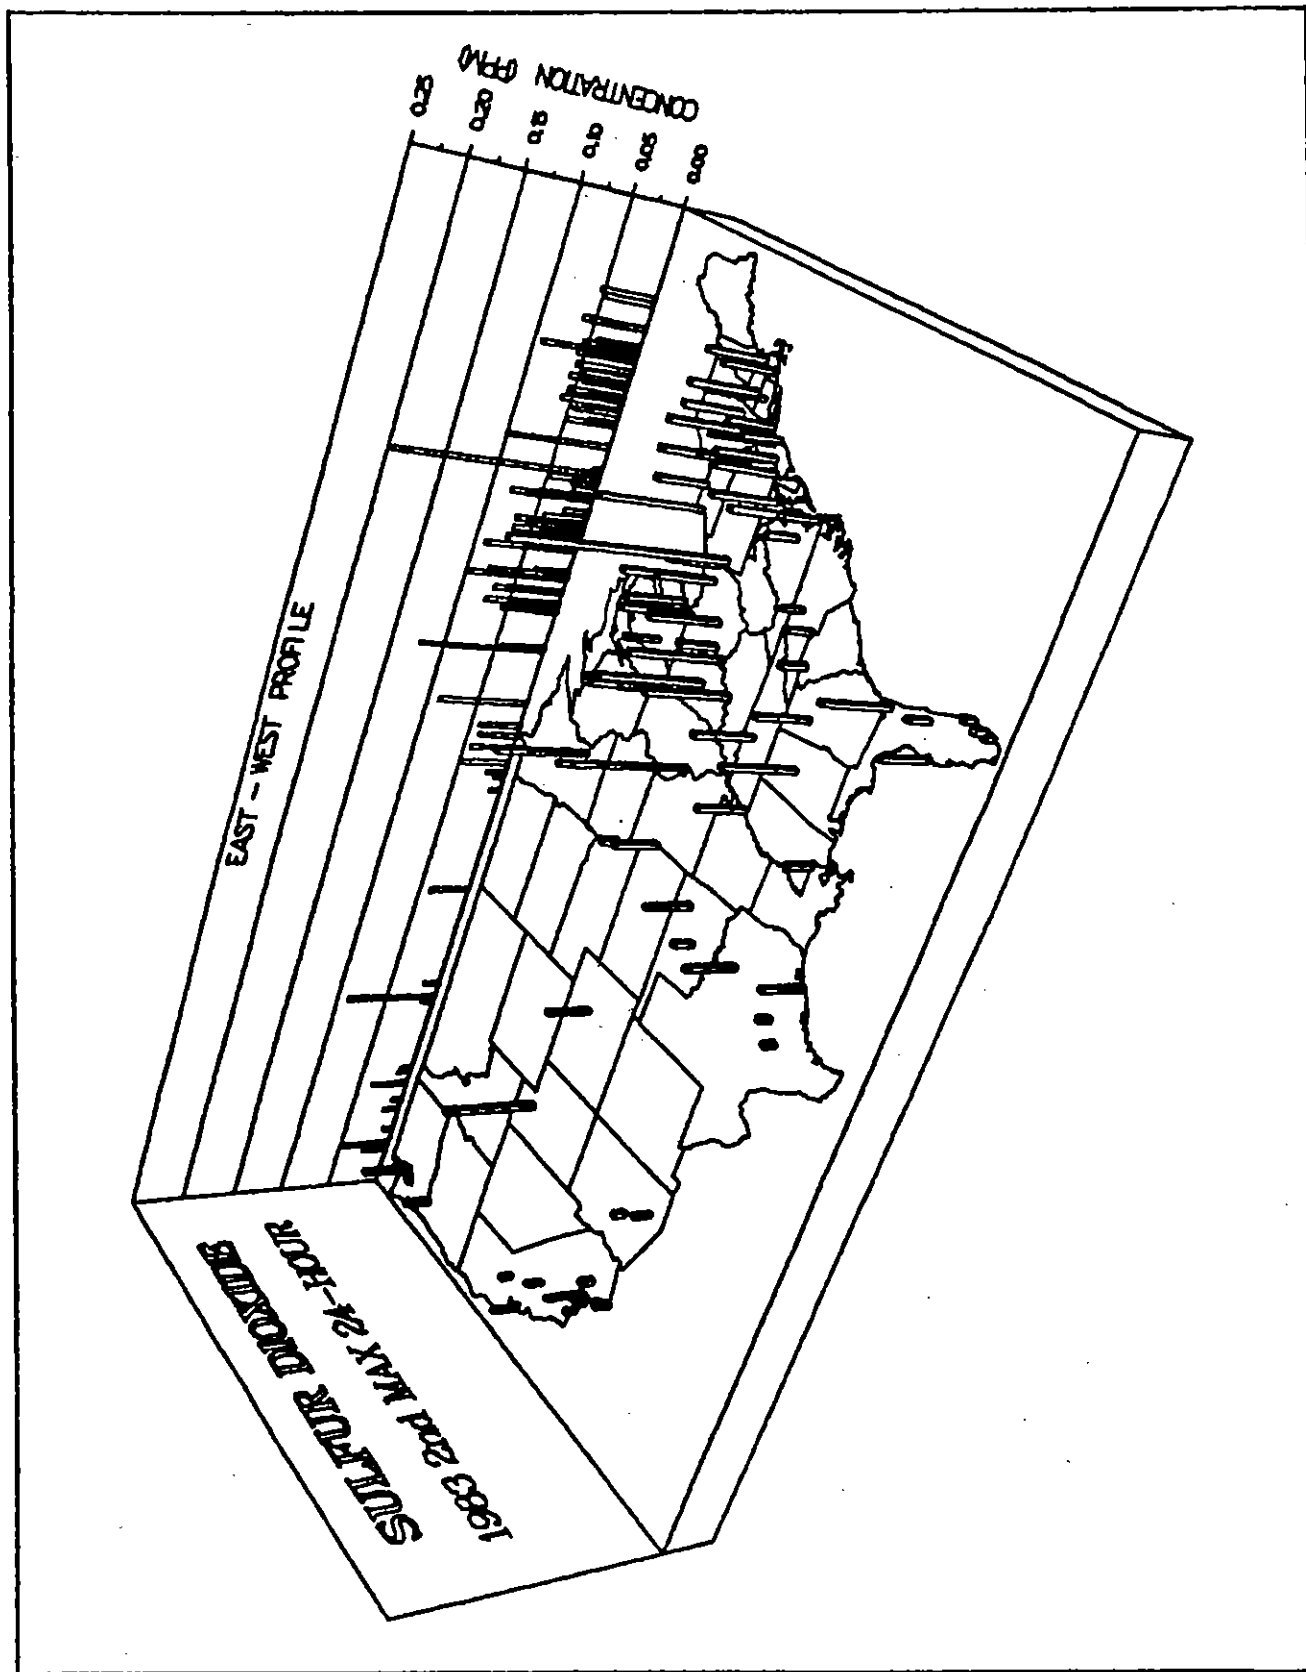 SULFUR DIOXIDE
1983 2nd MAX 24-HOUR
EAST -- WEST PROFILE
CONCENTRATION (PPM)
0.25
0.20
0.15
0.10
0.05
0.00